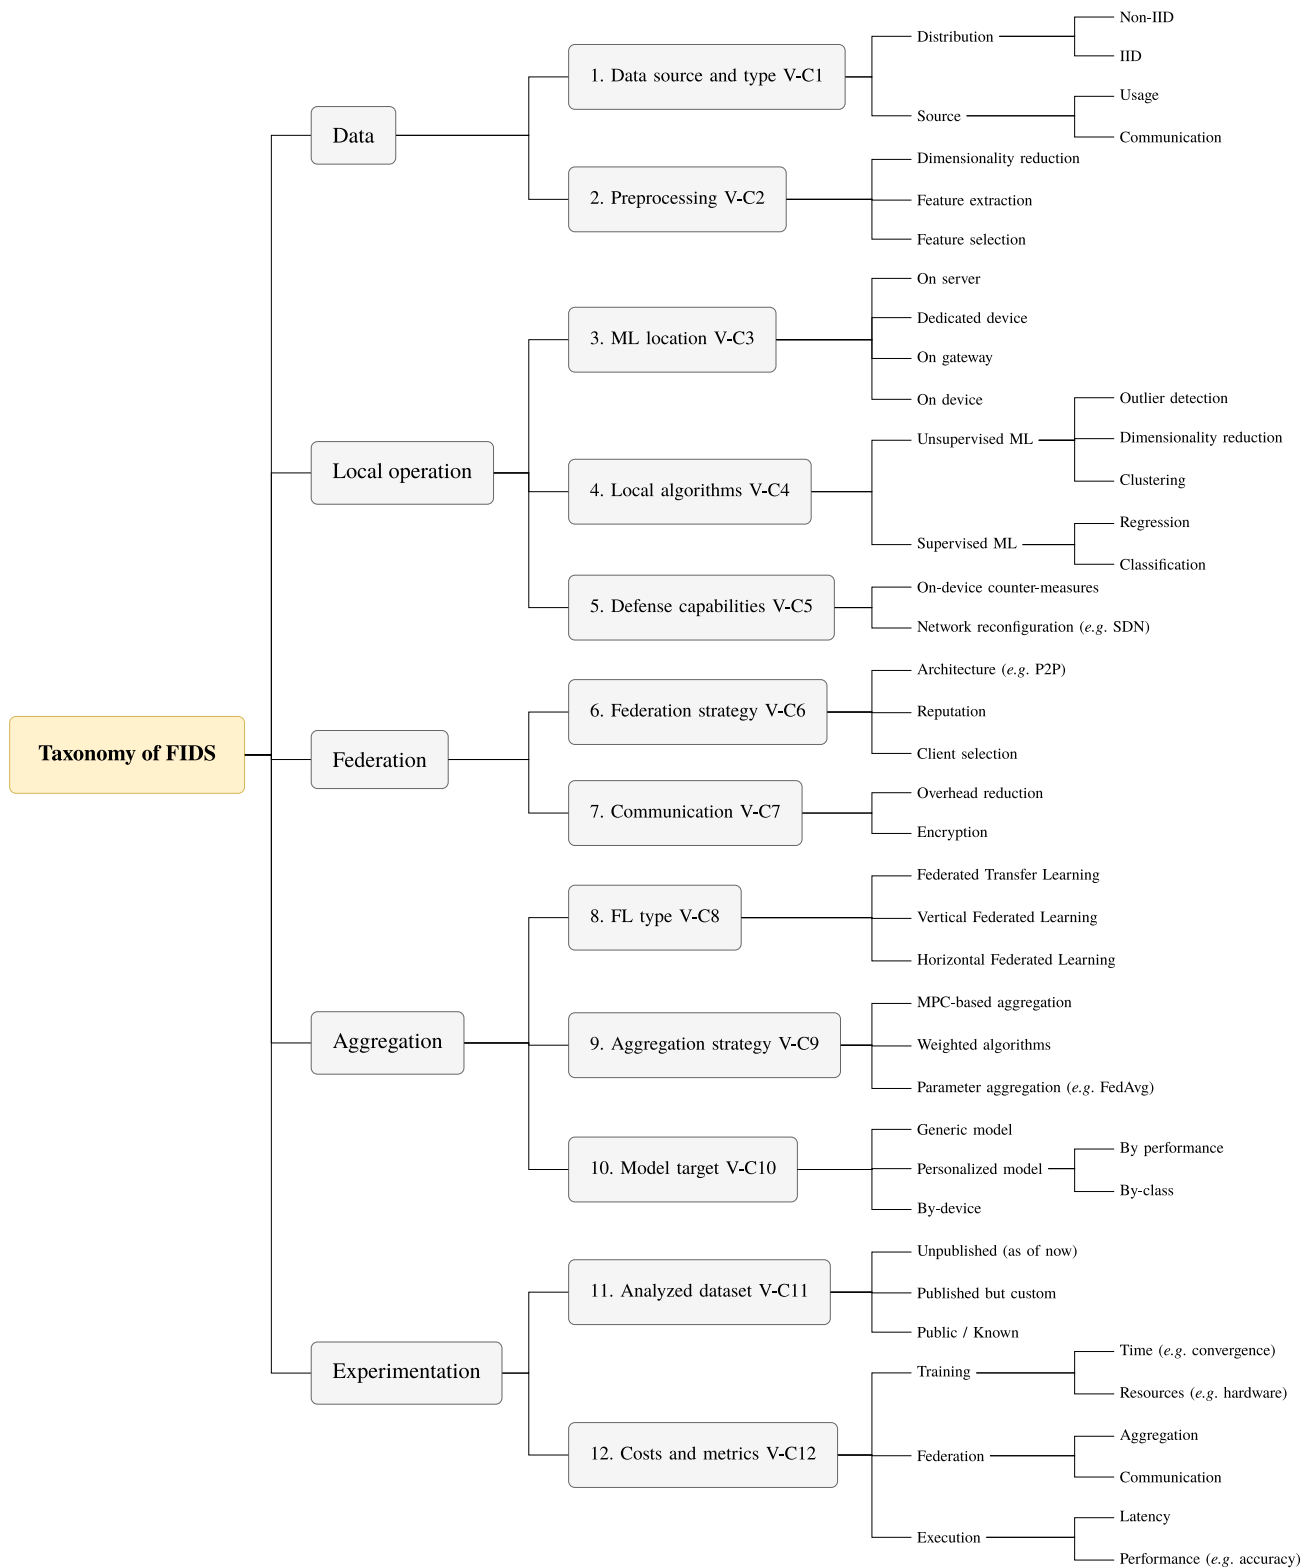 Taxonomy of FIDS
Data
1. Data source and type V-C1
Distribution
Non-IID
IID
Source
Usage
Communication
2. Preprocessing V-C2
Dimensionality reduction
Feature extraction
Feature selection
Local operation
3. ML location V-C3
On server
Dedicated device
On gateway
On device
4. Local algorithms V-C4
Unsupervised ML
Outlier detection
Dimensionality reduction
Clustering
Supervised ML
Regression
Classification
5. Defense capabilities V-C5
On-device counter-measures
Network reconfiguration (e.g. SDN)
Federation
6. Federation strategy V-C6
Architecture (e.g. P2P)
Reputation
Client selection
7. Communication V-C7
Overhead reduction
Encryption
Aggregation
8. FL type V-C8
Federated Transfer Learning
Vertical Federated Learning
Horizontal Federated Learning
9. Aggregation strategy V-C9
MPC-based aggregation
Weighted algorithms
Parameter aggregation (e.g. FedAvg)
10. Model target V-C10
Generic model
Personalized model
By performance
By-class
By-device
Experimentation
11. Analyzed dataset V-C11
Unpublished (as of now)
Published but custom
Public / Known
12. Costs and metrics V-C12
Training
Time (e.g. convergence)
Resources (e.g. hardware)
Federation
Aggregation
Communication
Execution
Latency
Performance (e.g. accuracy)